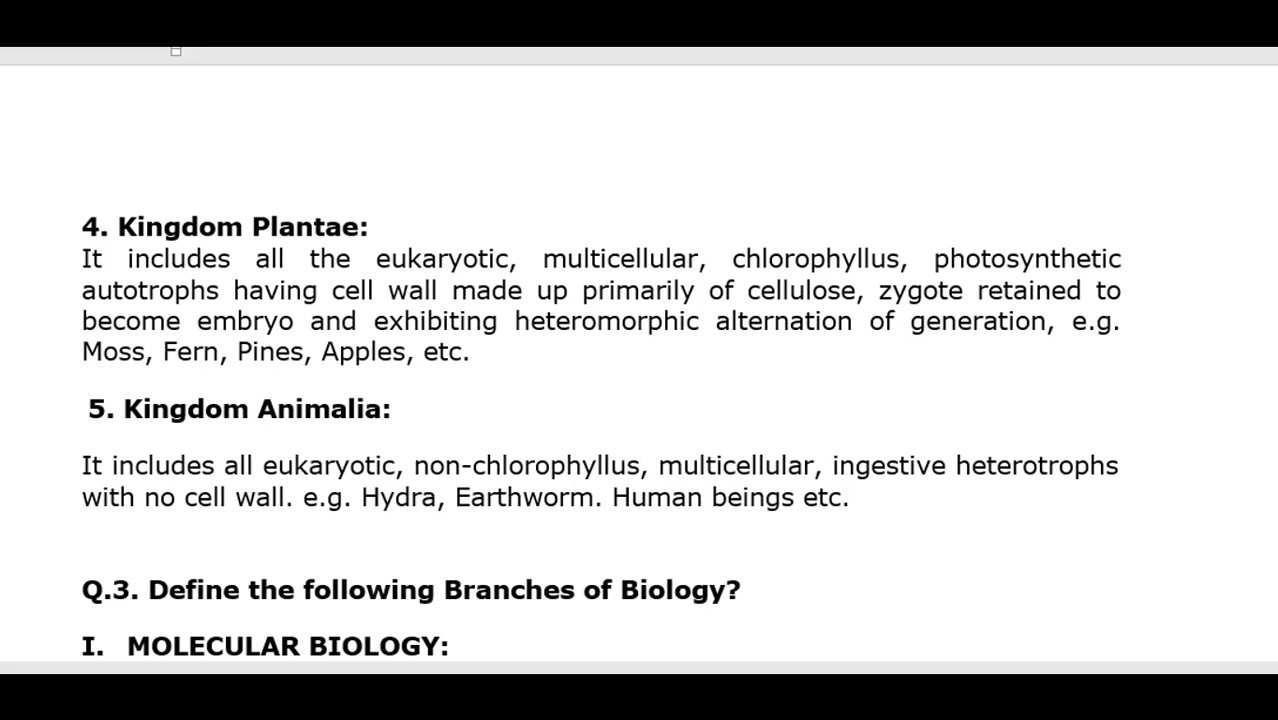 4. Kingdom Plantae:
It includes all the eukaryotic, multicellular, chlorophyllus, photosynthetic
autotrophs having cell wall made up primarily of cellulose, zygote retained to
become embryo and exhibiting heteromorphic alternation of generation, e.g.
Moss, Fern, Pines, Apples, etc.
5. Kingdom Animalia:
It includes all eukaryotic, non-chlorophyllus, multicellular, ingestive heterotrophs
with no cell wall. e.g. Hydra, Earthworm. Human beings etc.
Q.3. Define the following Branches of Biology?
I. MOLECULAR BIOLOGY: